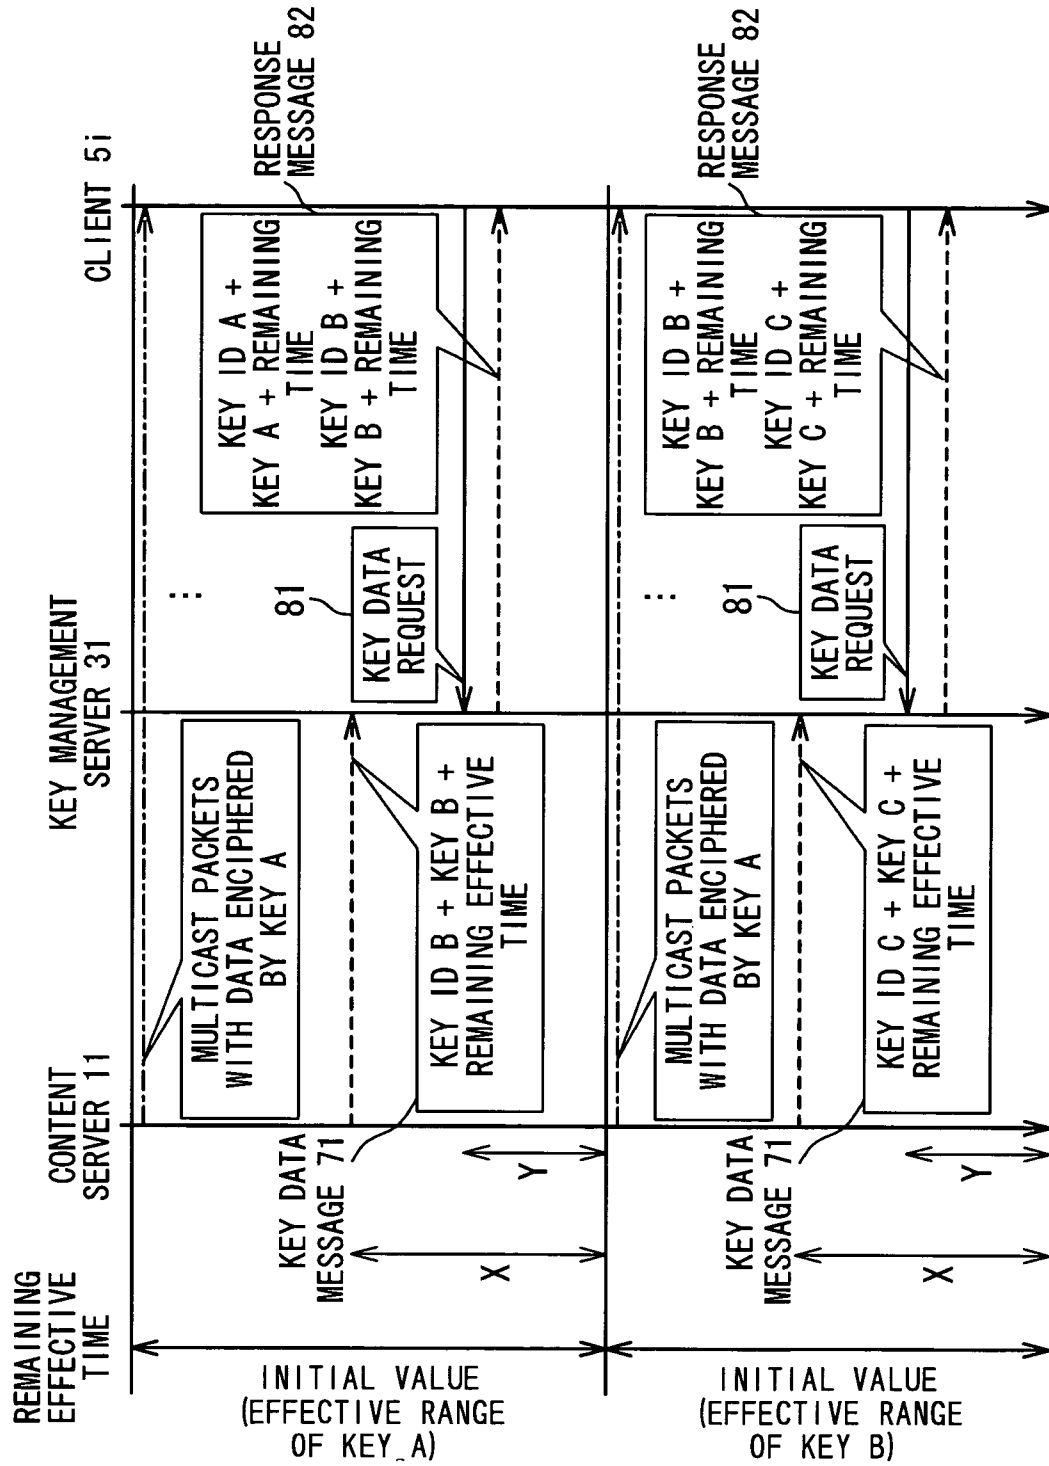 REMAINING
EFFECTIVE
TIME
CONTENT
SERVER 11
KEY MANAGEMENT
SERVER 31
CLIENT 5i
INITIAL VALUE
(EFFECTIVE RANGE
OF KEY A)
MULTICAST PACKETS
WITH DATA ENCIPHERED
BY KEY A
...
KEY ID A +
KEY A + REMAINING
TIME
KEY ID B +
KEY B + REMAINING
TIME
RESPONSE
MESSAGE 82
KEY DATA
MESSAGE 71
X
Y
KEY ID B + KEY B +
REMAINING EFFECTIVE
TIME
81
KEY DATA
REQUEST
INITIAL VALUE
(EFFECTIVE RANGE
OF KEY B)
MULTICAST PACKETS
WITH DATA ENCIPHERED
BY KEY A
...
KEY ID B +
KEY B + REMAINING
TIME
KEY ID C +
KEY C + REMAINING
TIME
RESPONSE
MESSAGE 82
KEY DATA
MESSAGE 71
X
Y
KEY ID C + KEY C +
REMAINING EFFECTIVE
TIME
81
KEY DATA
REQUEST